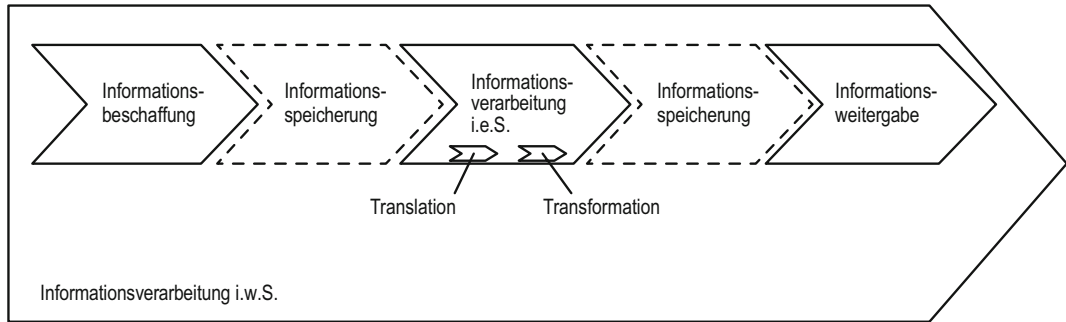 Informations-
beschaffung
Informations-
speicherung
Informations-
verarbeitung
i.e.S.
Informations-
speicherung
Informations-
weitergabe
Translation
Transformation
Informationsverarbeitung i.w.S.